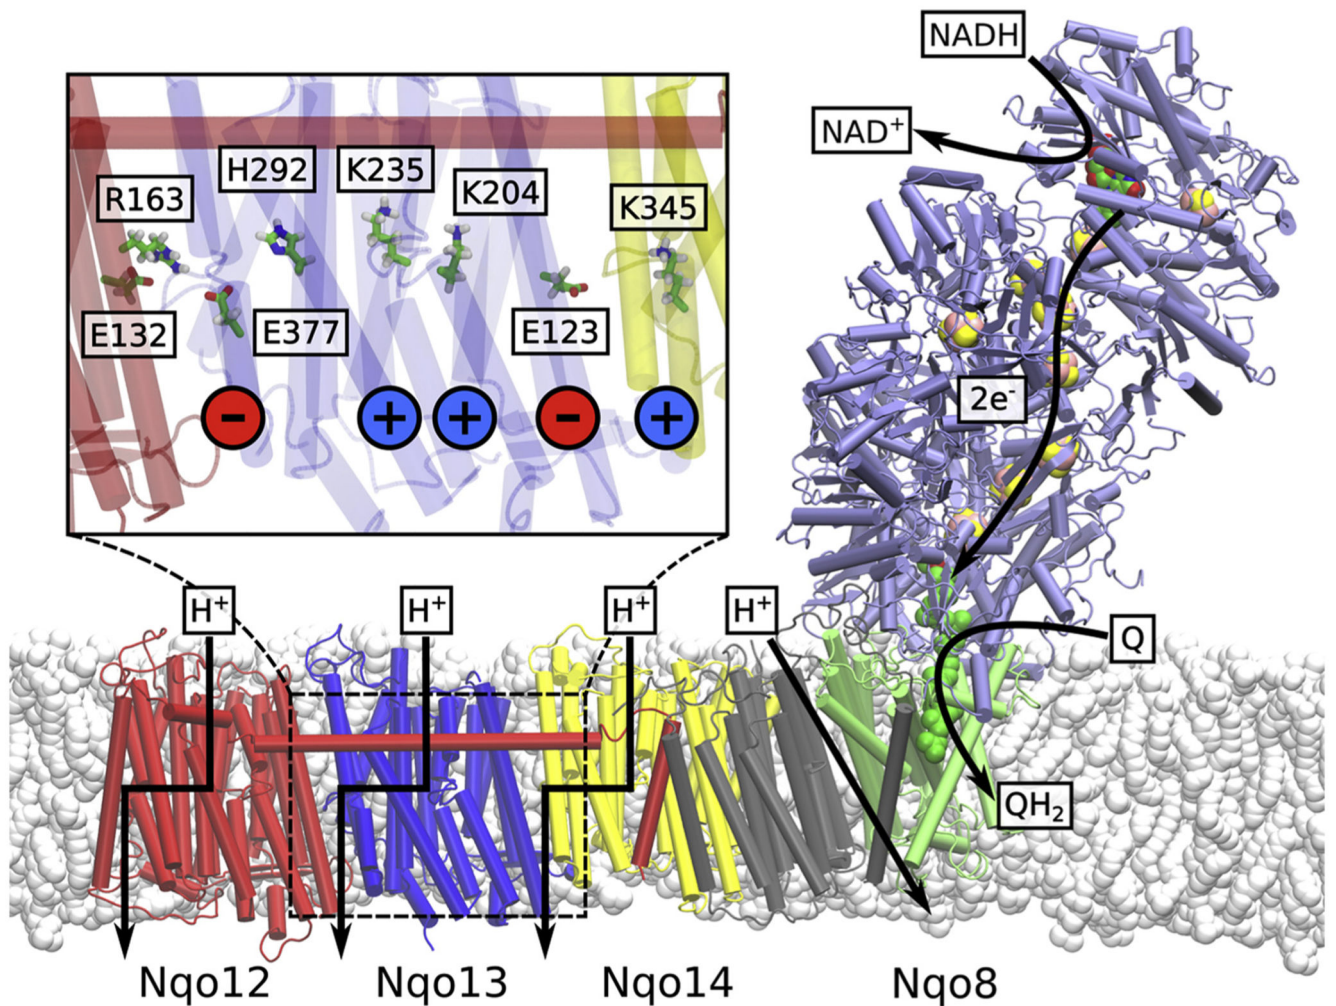 NADH
NAD⁺
H292
K235
R163
K204
K345
E132
E377
E123
-
+
+
-
+
2e⁻
H⁺
H⁺
H⁺
H⁺
Q
QH₂
Nqo12
Nqo13
Nqo14
Nqo8